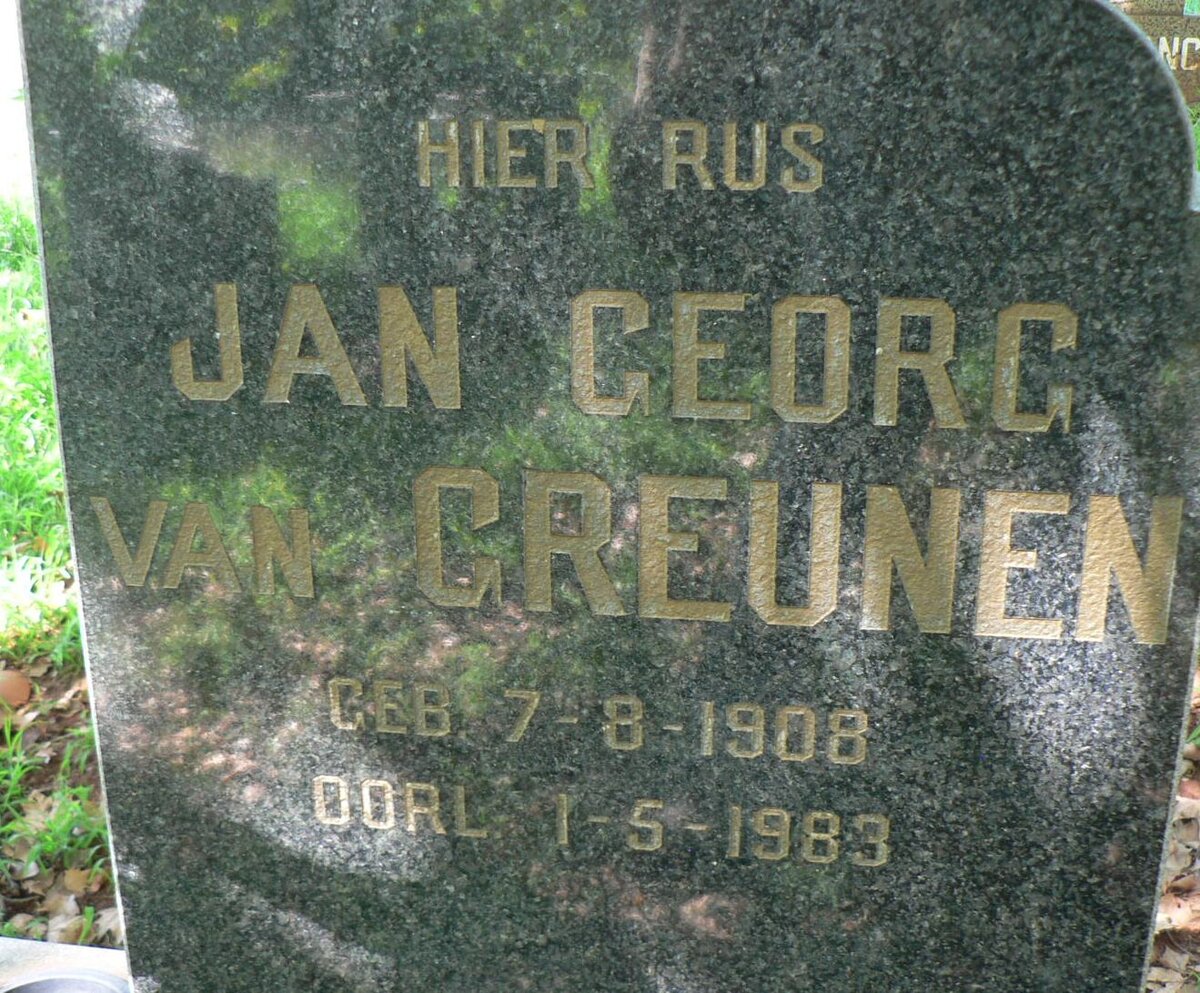 HIER RUS
JAN GEORG
VAN GREUNEN
GEB 7-8-1908
OORL 1-5-1983